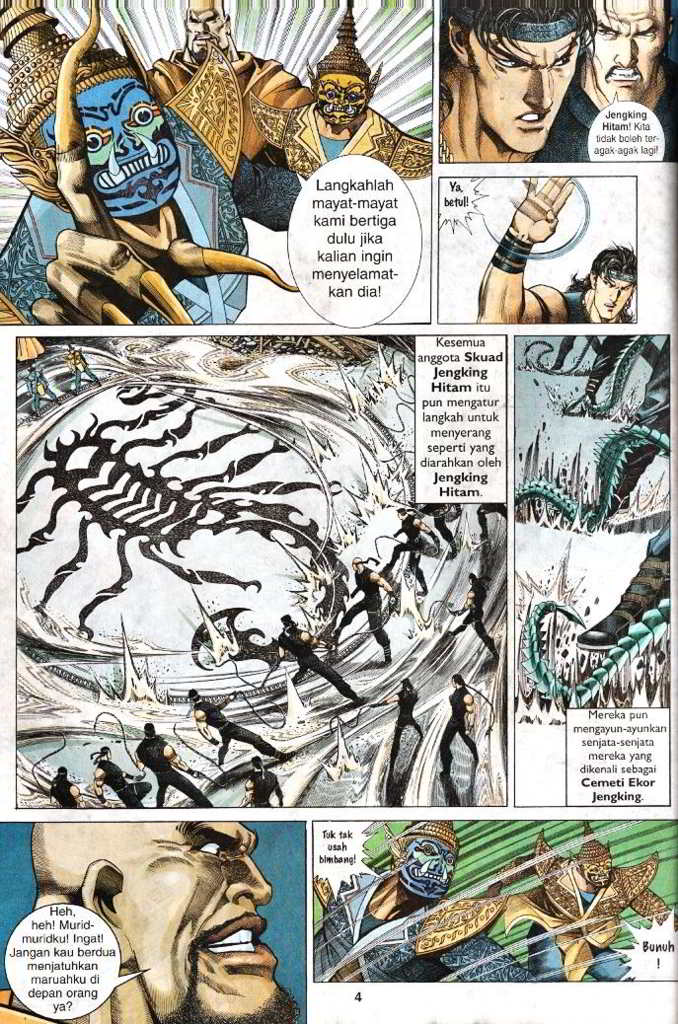 Langkahlah
mayat-mayat
kami bertiga
dulu jika
kalian ingin
menyelamat-
kan dia!
Jengking
Hitam! Kita
tidak boleh ter-
agak-agak lagi!
Ya,
betul!
Kesemua
anggota Skuad
Jengking
Hitam itu
pun mengatur
langkah untuk
menyerang
seperti yang
diarahkan oleh
Jengking
Hitam.
Mereka pun
mengayun-ayunkan
senjata-senjata
mereka yang
dikenali sebagai
Cemeti Ekor
Jengking.
Heh,
heh! Murid-
muridku! Ingat!
Jangan kau berdua
menjatuhkan
maruahku di
depan orang
ya?
Tuk tak
usah
bimbang!
Bunuh
!
4